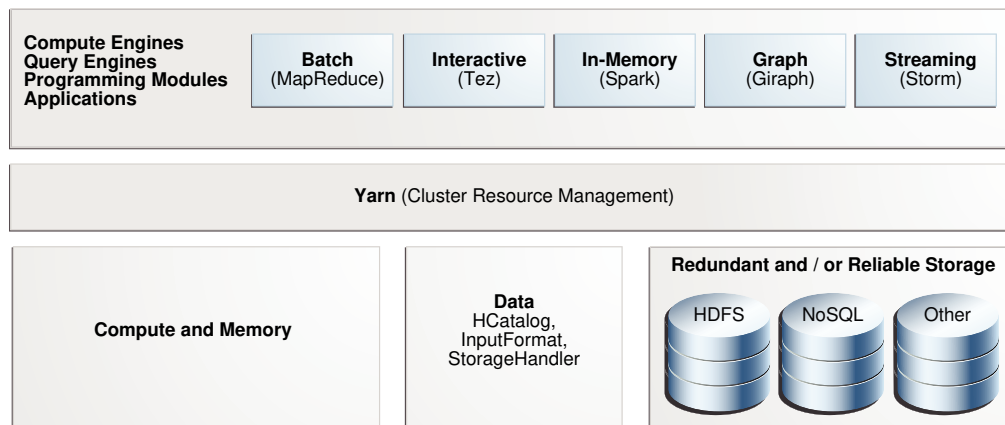 Compute Engines
Query Engines
Programming Modules
Applications
Batch
(MapReduce)
Interactive
(Tez)
In-Memory
(Spark)
Graph
(Giraph)
Streaming
(Storm)
Yarn (Cluster Resource Management)
Compute and Memory
Data
HCatalog,
InputFormat,
StorageHandler
Redundant and / or Reliable Storage
HDFS
NoSQL
Other